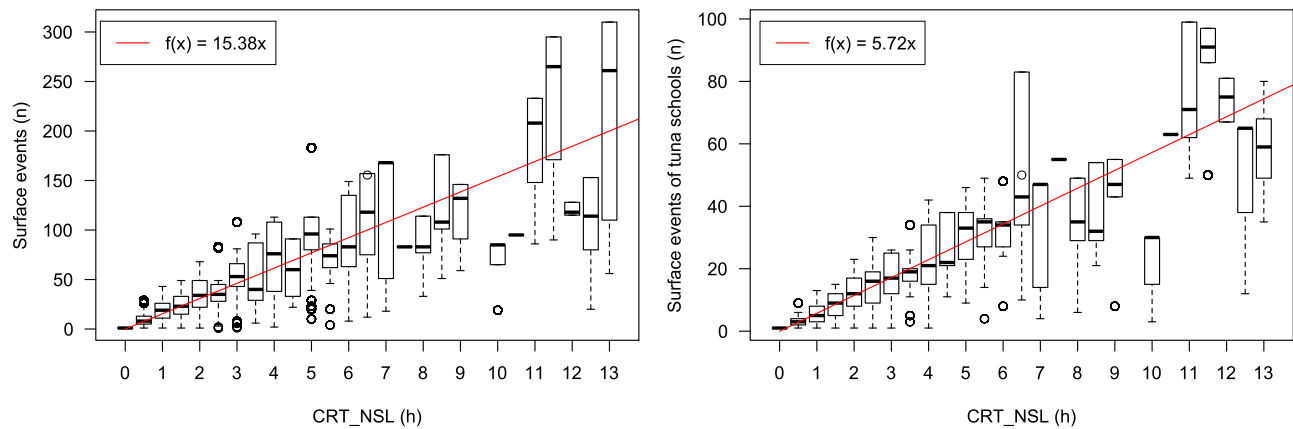 f(x) = 15.38x
Surface events (n)
300
250
200
150
100
50
0
0 1 2 3 4 5 6 7 8 9 10 11 12 13
CRT_NSL (h)
f(x) = 5.72x
Surface events of tuna schools (n)
100
80
60
40
20
0
0 1 2 3 4 5 6 7 8 9 10 11 12 13
CRT_NSL (h)